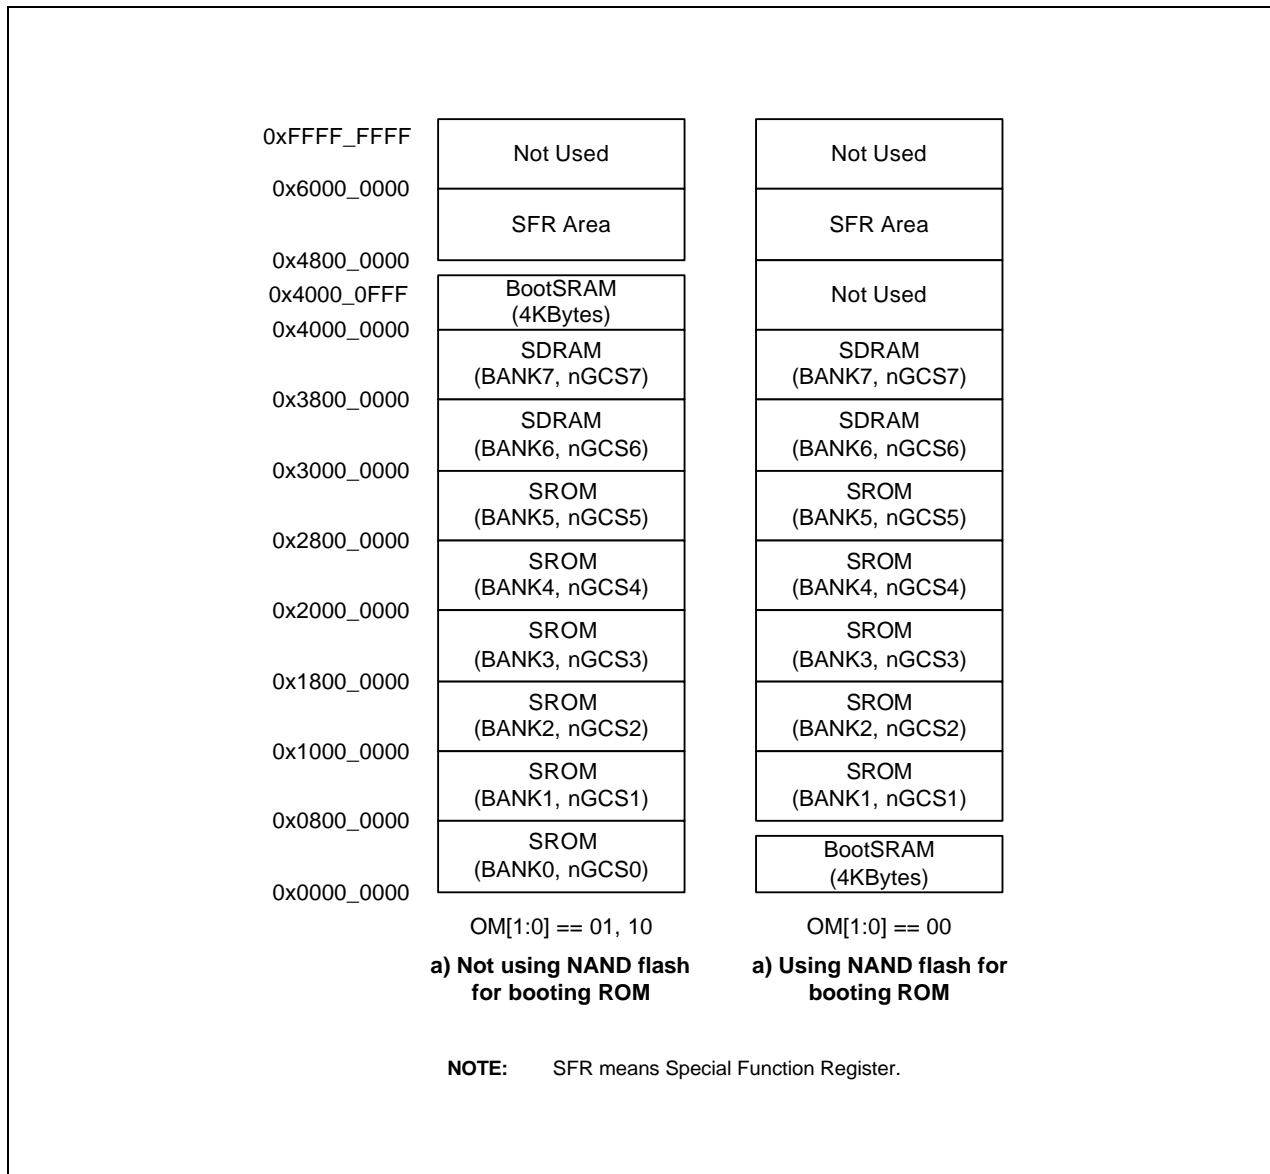 0xFFFF_FFFF
Not Used
Not Used
0x6000_0000
SFR Area
SFR Area
0x4800_0000
BootSRAM
(4KBytes)
0x4000_0FFF
Not Used
0x4000_0000
SDRAM
(BANK7, nGCS7)
SDRAM
(BANK7, nGCS7)
0x3800_0000
SDRAM
(BANK6, nGCS6)
SDRAM
(BANK6, nGCS6)
0x3000_0000
SROM
(BANK5, nGCS5)
SROM
(BANK5, nGCS5)
0x2800_0000
SROM
(BANK4, nGCS4)
SROM
(BANK4, nGCS4)
0x2000_0000
SROM
(BANK3, nGCS3)
SROM
(BANK3, nGCS3)
0x1800_0000
SROM
(BANK2, nGCS2)
SROM
(BANK2, nGCS2)
0x1000_0000
SROM
(BANK1, nGCS1)
SROM
(BANK1, nGCS1)
0x0800_0000
SROM
(BANK0, nGCS0)
BootSRAM
(4KBytes)
0x0000_0000
OM[1:0] == 01, 10
OM[1:0] == 00
a) Not using NAND flash
for booting ROM
a) Using NAND flash for
booting ROM
NOTE: SFR means Special Function Register.